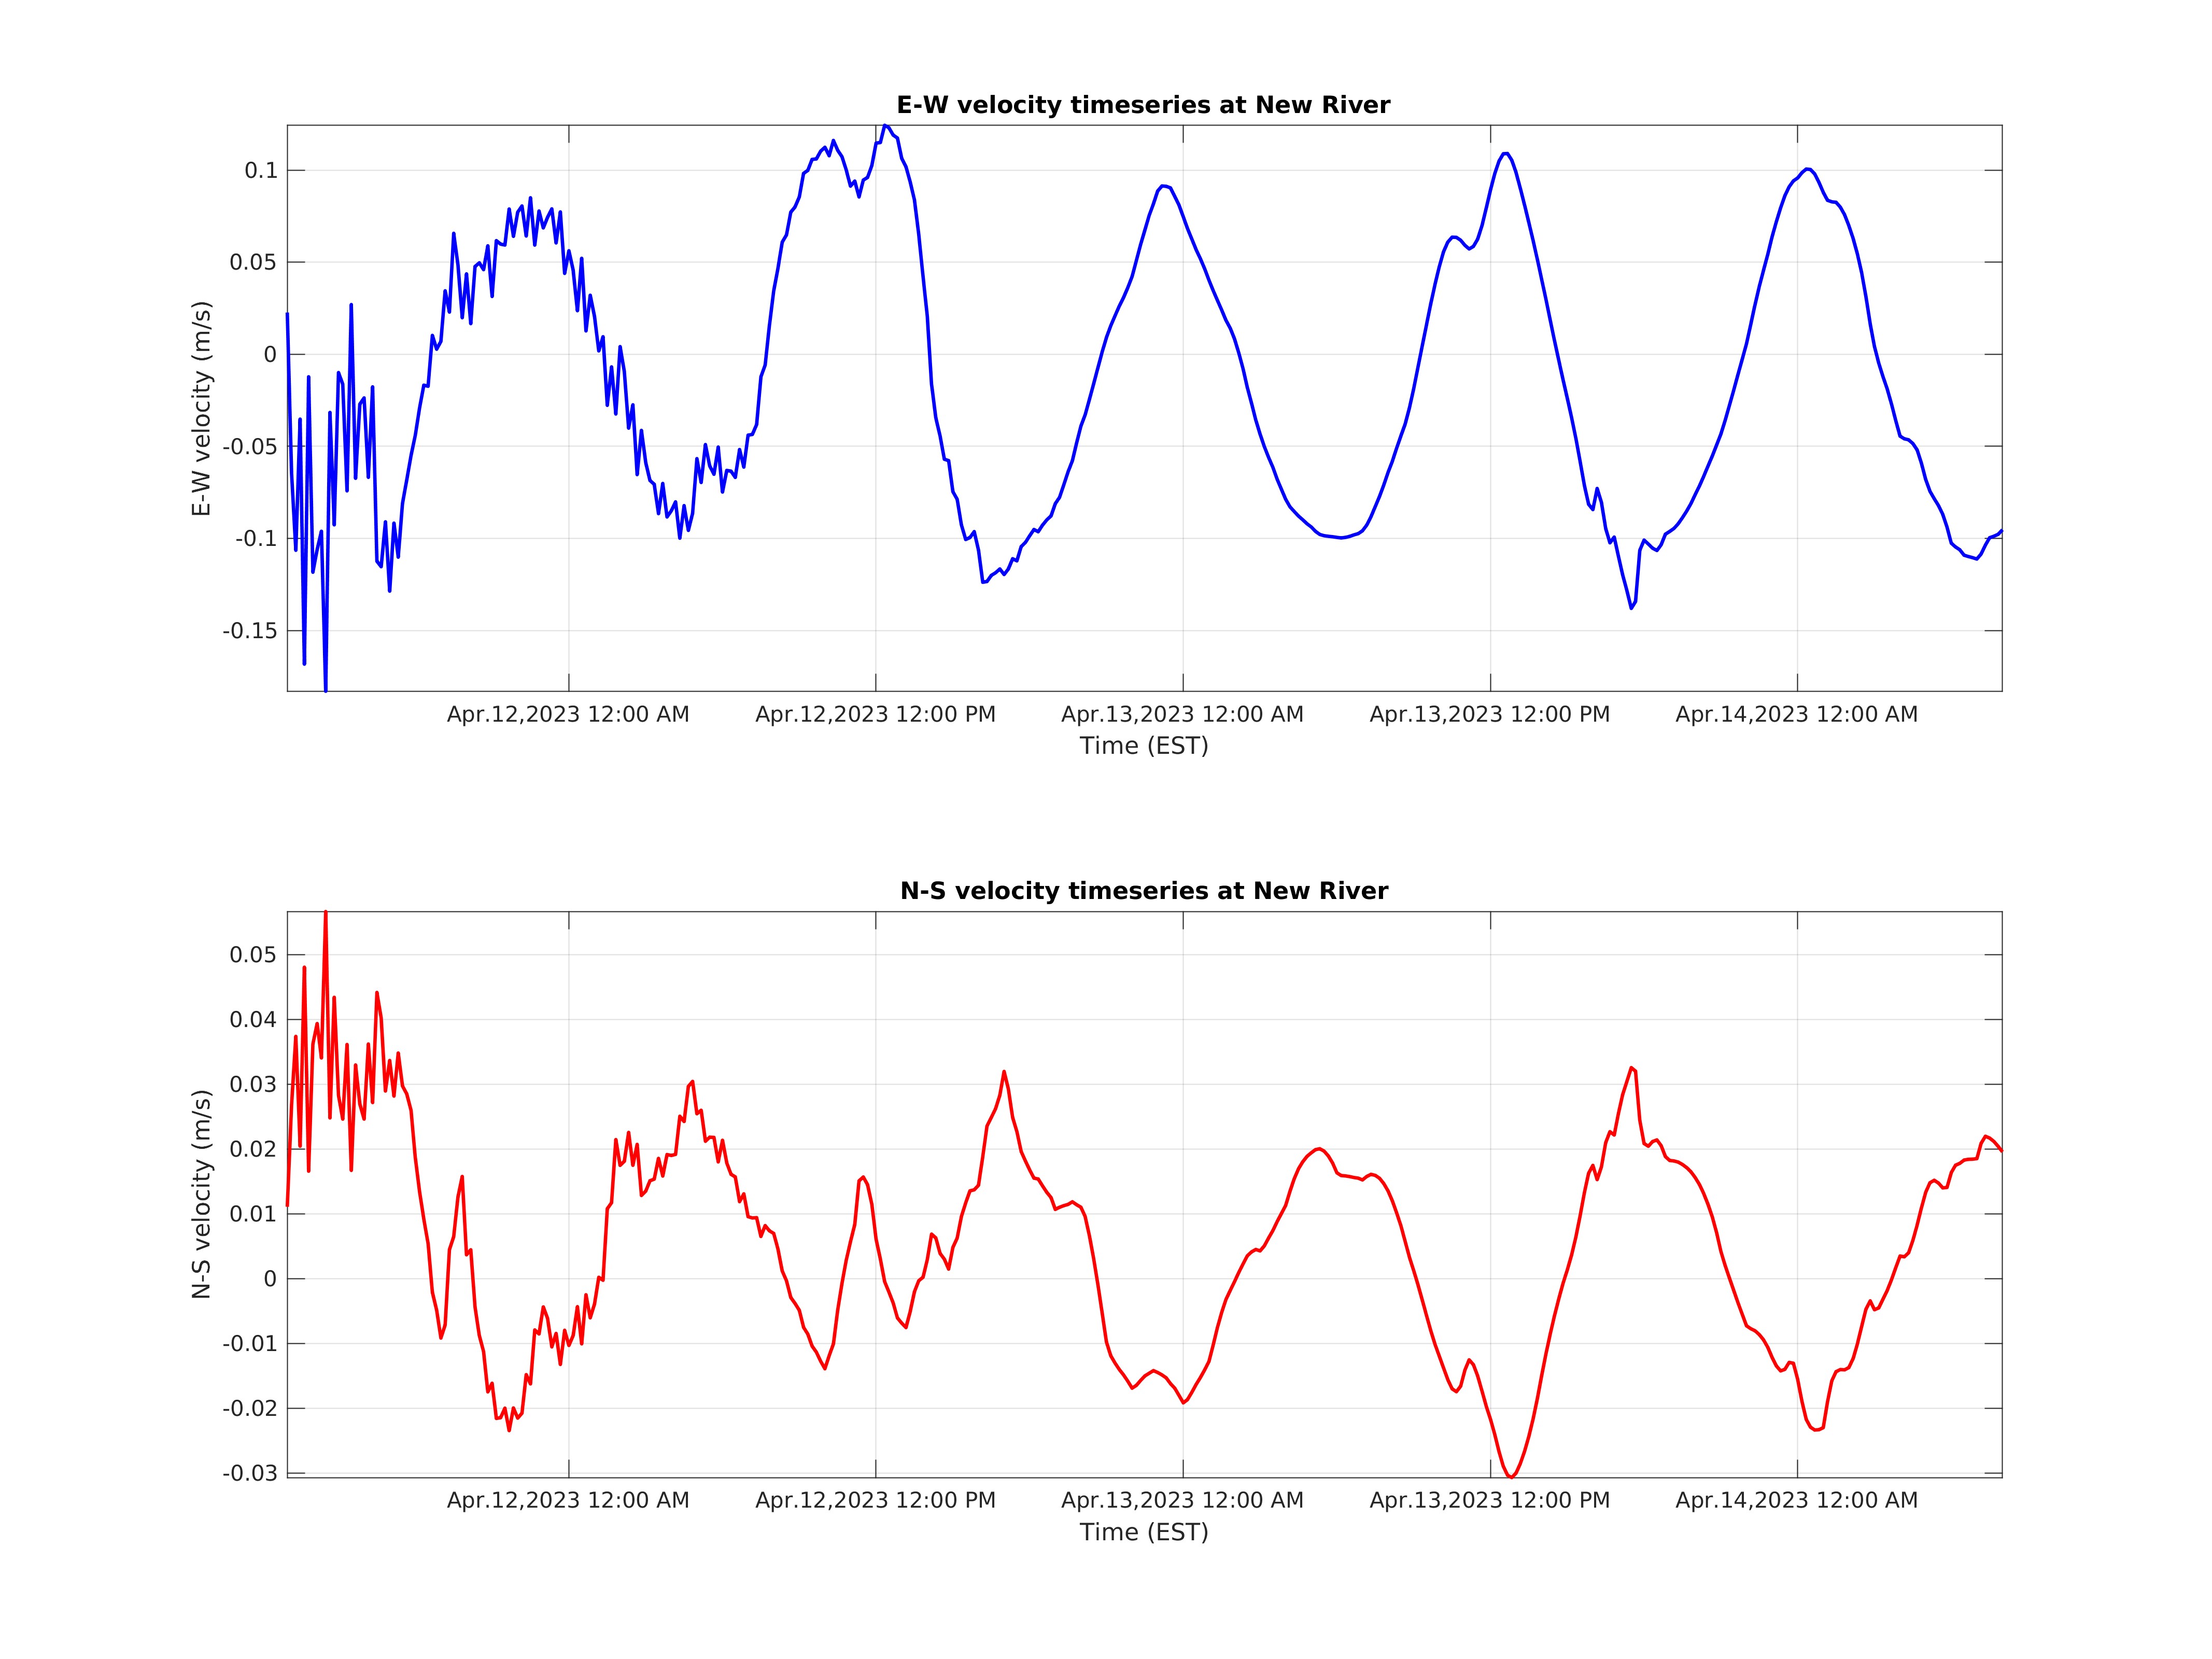 E-W velocity timeseries at New River
E-W velocity (m/s)
0.1
0.05
0
-0.05
-0.1
-0.15
Apr.12,2023 12:00 AM Apr.12,2023 12:00 PM Apr.13,2023 12:00 AM Apr.13,2023 12:00 PM Apr.14,2023 12:00 AM
Time (EST)
N-S velocity timeseries at New River
N-S velocity (m/s)
0.05
0.04
0.03
0.02
0.01
0
-0.01
-0.02
-0.03
Apr.12,2023 12:00 AM Apr.12,2023 12:00 PM Apr.13,2023 12:00 AM Apr.13,2023 12:00 PM Apr.14,2023 12:00 AM
Time (EST)